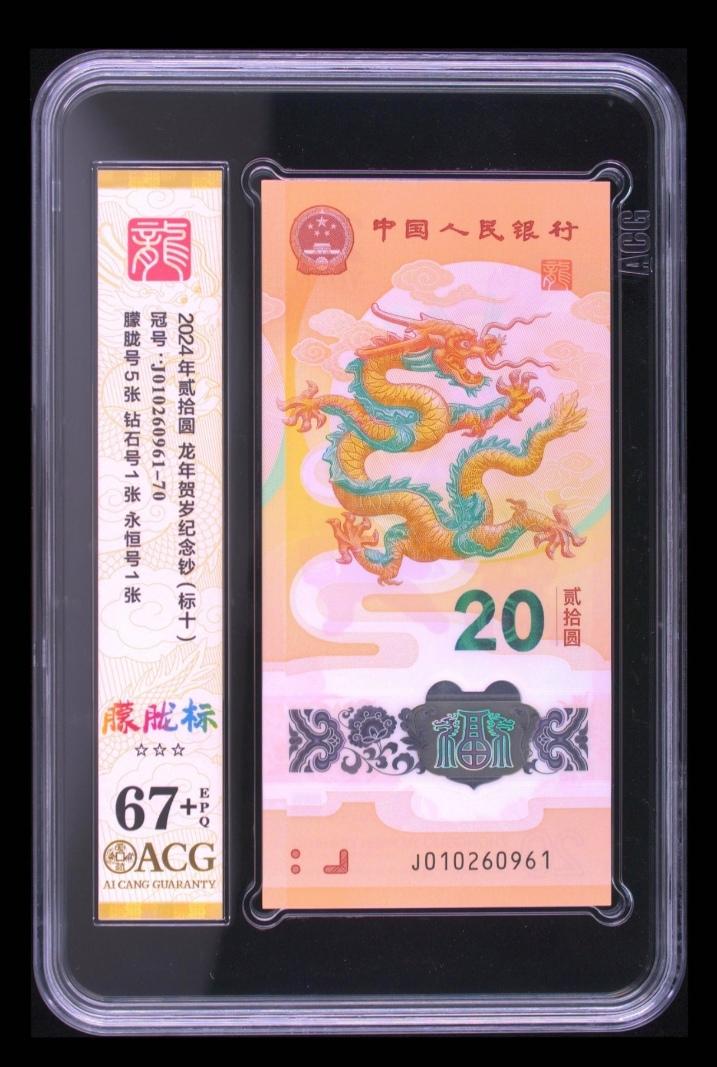 龍
2024年贰拾圆 龙年贺岁纪念钞(标十)
冠号:J010260961-70
朦胧号5张 钻石号1张 永恒号1张
朦胧标
☆☆☆
67+EPQ
ACG
AI CANG GUARANTY
中国人民银行
龍
20
贰拾圆
福
J010260961
ACG